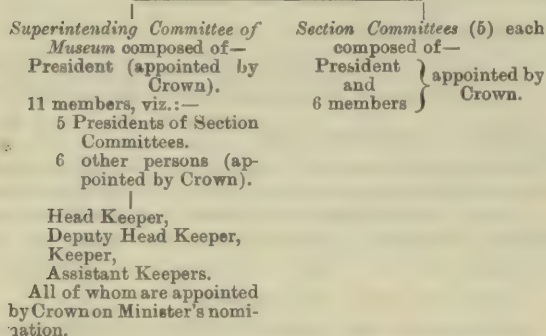 Superintending Committee of
Museum composed of—
President (appointed by
Crown).
11 members, viz.:—
5 Presidents of Section
Committees.
6 other persons (ap-
pointed by Crown).
Head Keeper,
Deputy Head Keeper,
Keeper,
Assistant Keepers.
All of whom are appointed
by Crown on Minister's nomi-
nation.
Section Committees (5) each
composed of—
President
and
6 members
appointed by
Crown.